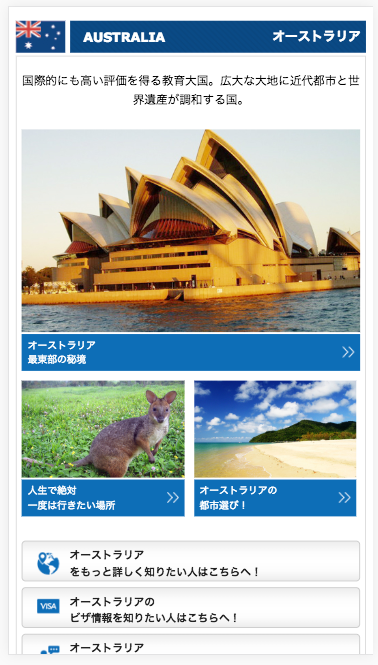 AUSTRALIA オーストラリア
国際的にも高い評価を得る教育大国。広大な大地に近代都市と世
界遺産が調和する国。
オーストラリア
最東部の秘境
人生で絶対
一度は行きたい場所
オーストラリアの
都市選び！
オーストラリア
をもっと詳しく知りたい人はこちらへ！
VISA
オーストラリアの
ビザ情報を知りたい人はこちらへ！
オーストラリア